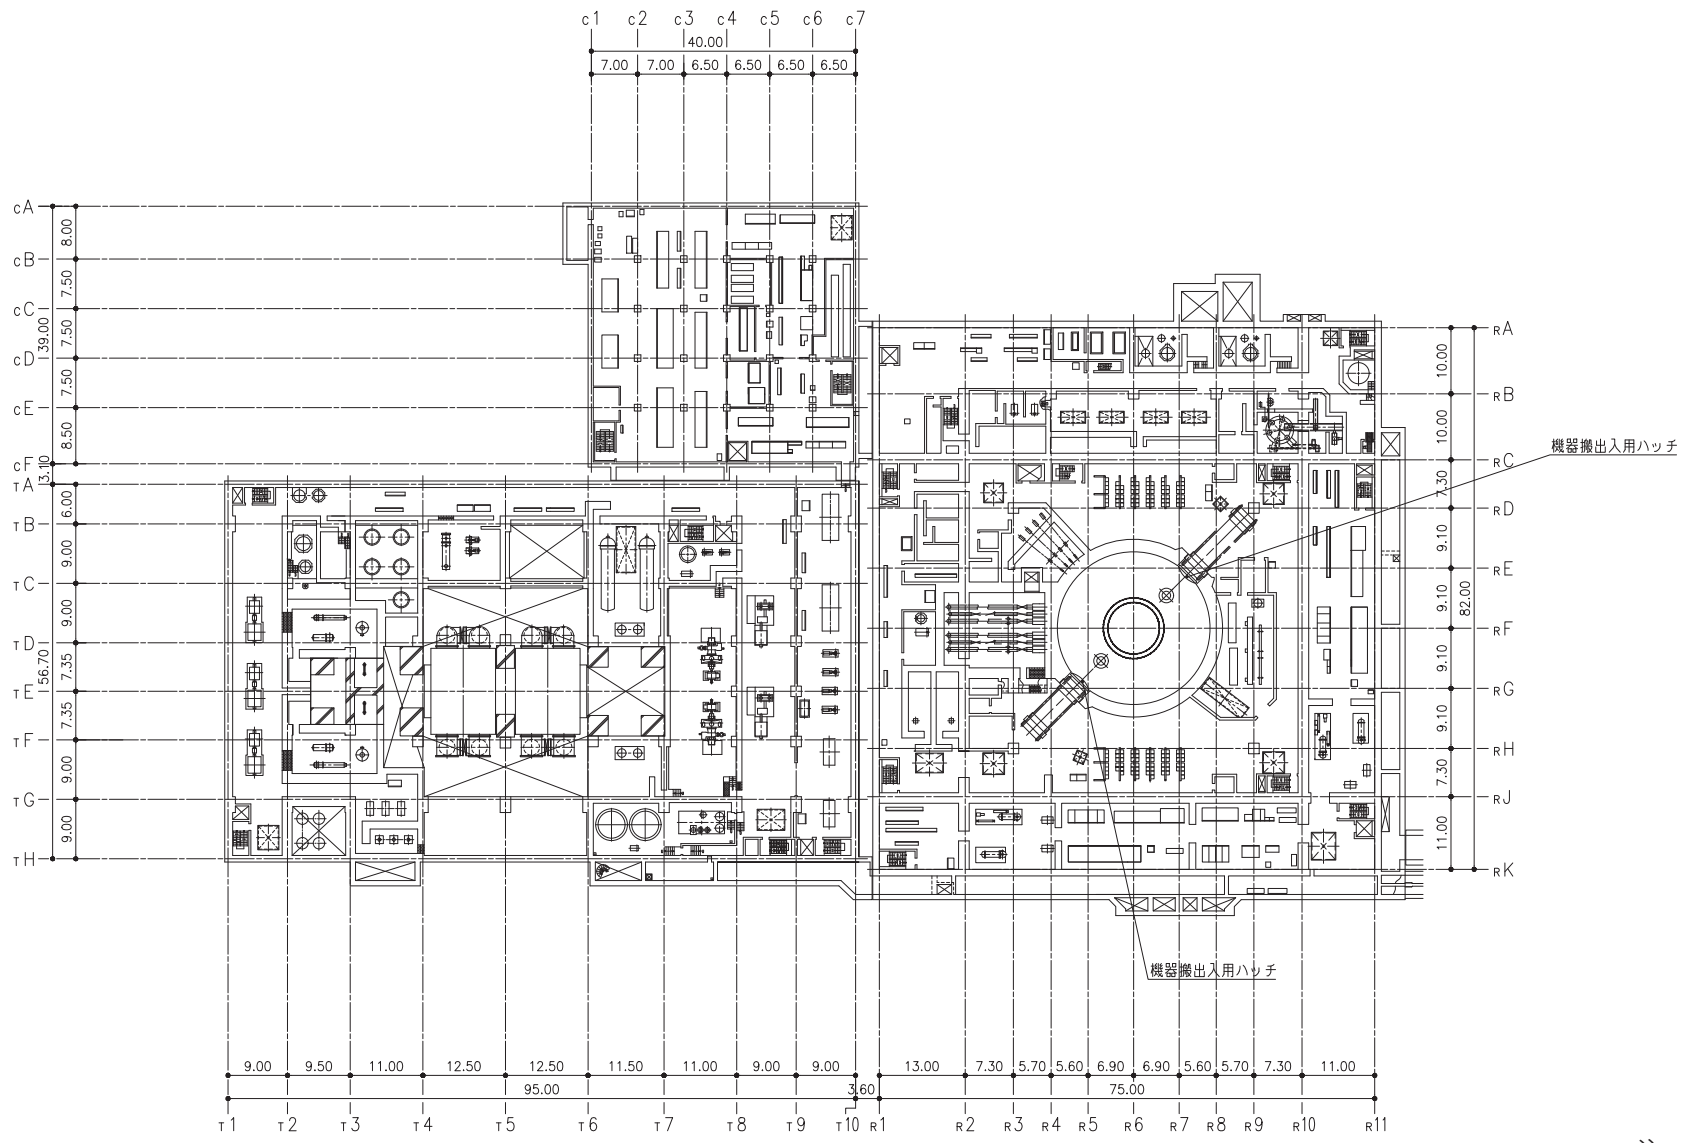 c1 c2 c3 c4 c5 c6 c7
40.00
7.00 7.00 6.50 6.50 6.50 6.50
cA
8.00
cB
7.50
cC
7.50
39.00
cD
7.50
cE
8.50
cF
3.10
TA
6.00
TB
9.00
TC
9.00
TD
7.35
56.70
TE
7.35
TF
9.00
TG
9.00
TH
RA
10.00
RB
10.00
機器搬出入用ハッチ
RC
7.30
RD
9.10
RE
9.10
82.00
RF
9.10
RG
9.10
RH
7.30
RJ
11.00
RK
機器搬出入用ハッチ
9.00 9.50 11.00 12.50 12.50 11.50 11.00 9.00 9.00 13.00 7.30 5.70 5.60 6.90 6.90 5.60 5.70 7.30 11.00
95.00 3.60 75.00
T1 T2 T3 T4 T5 T6 T7 T8 T9 T10 R1 R2 R3 R4 R5 R6 R7 R8 R9 R10 R11